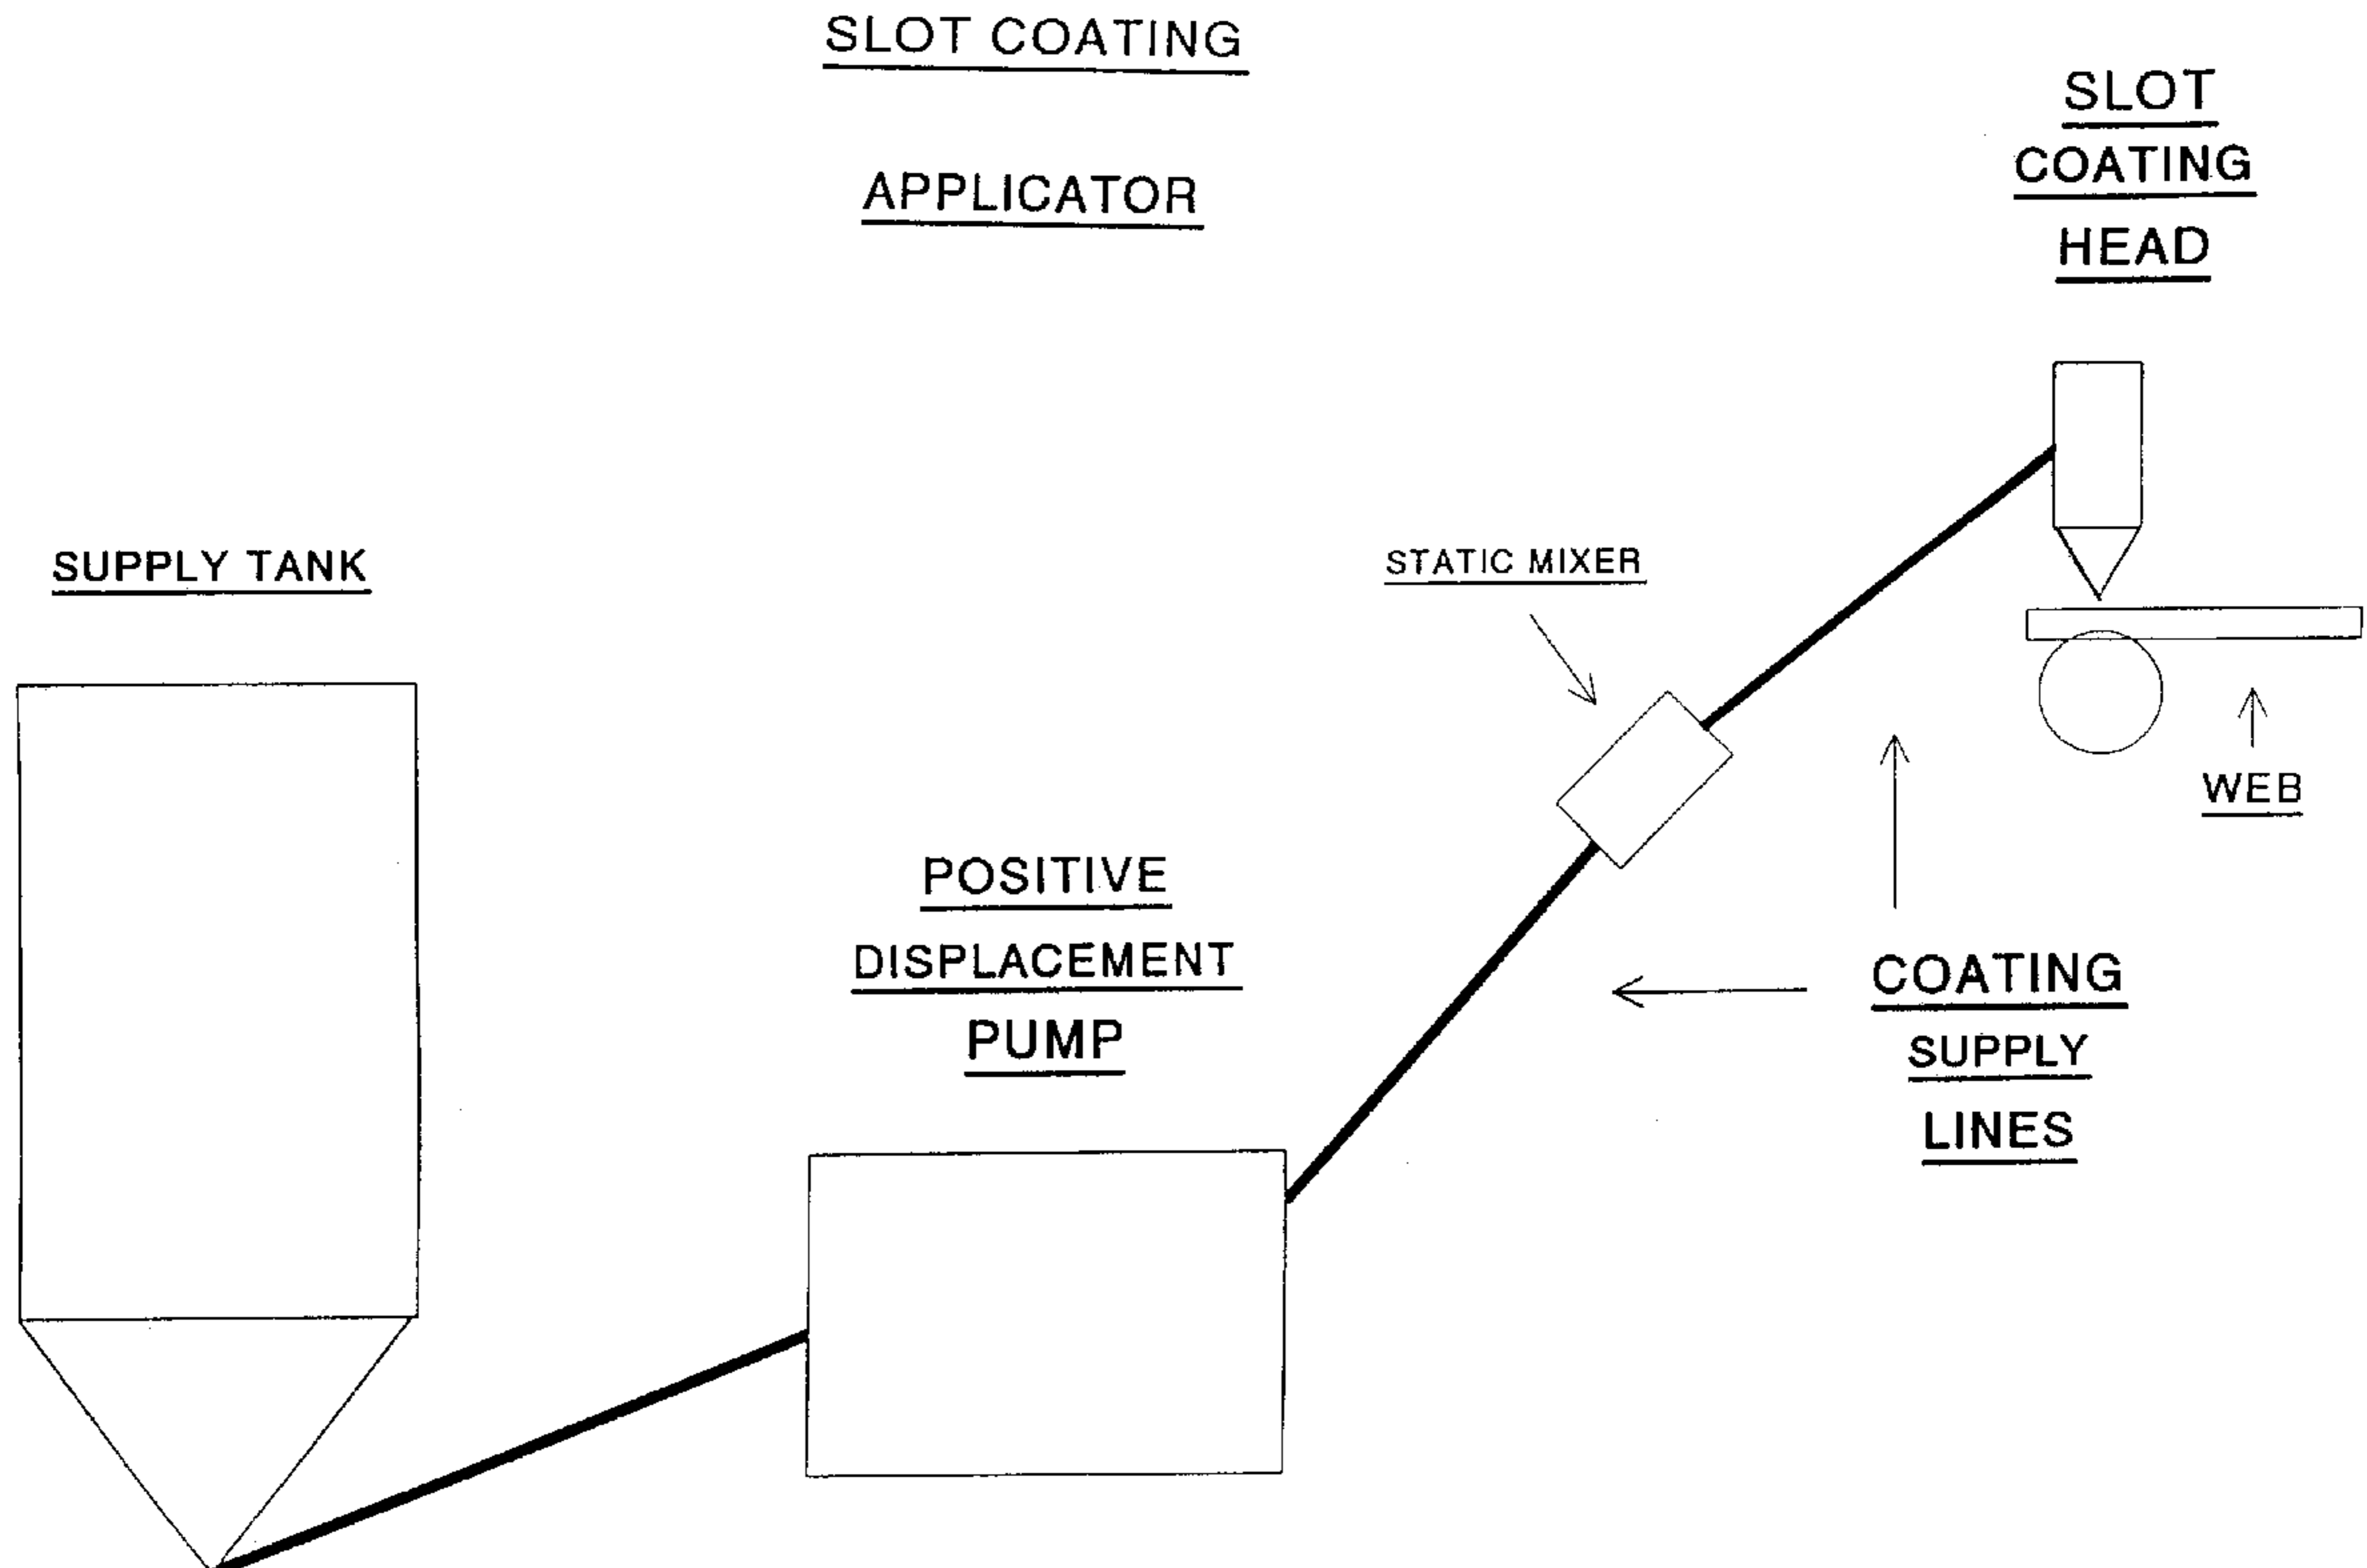 SLOT COATING
APPLICATOR
SLOT
COATING
HEAD
SUPPLY TANK
STATIC MIXER
WEB
POSITIVE
DISPLACEMENT
PUMP
COATING
SUPPLY
LINES